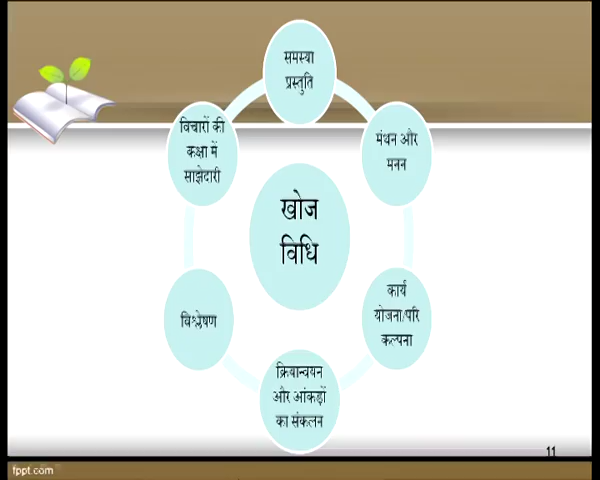 समस्या
प्रस्तुति
मंथन और
मनन
कार्य
योजना/परि
कल्पना
क्रियान्वयन
और आंकड़ों
का संकलन
विश्लेषण
विचारों की
कक्षा में
साझेदारी
खोज
विधि
11
fppt.com